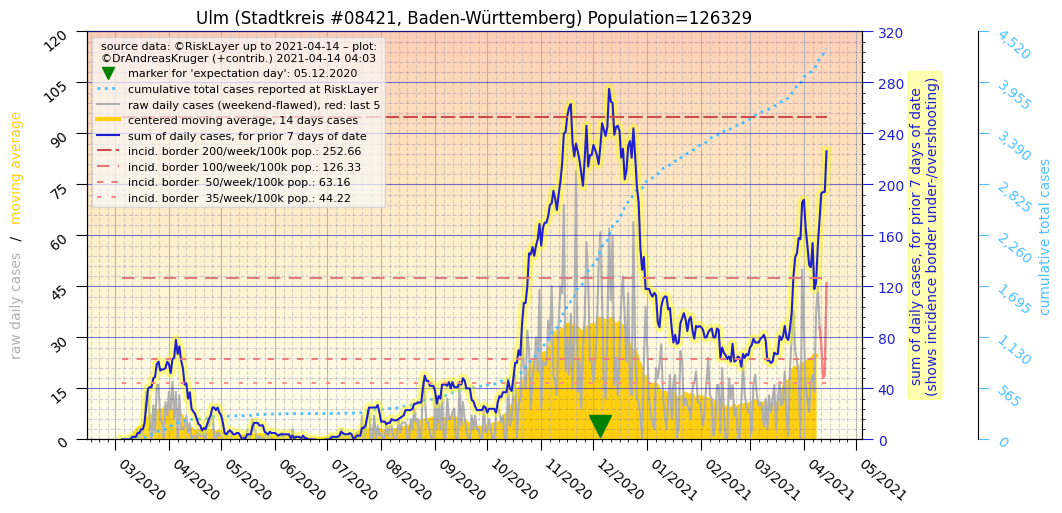 Ulm (Stadtkreis #08421, Baden-Württemberg) Population=126329
source data: ©RiskLayer up to 2021-04-14 – plot:
©DrAndreasKruger (+contrib.) 2021-04-14 04:03
marker for 'expectation day': 05.12.2020
cumulative total cases reported at RiskLayer
raw daily cases (weekend-flawed), red: last 5
centered moving average, 14 days cases
sum of daily cases, for prior 7 days of date
incid. border 200/week/100k pop.: 252.66
incid. border 100/week/100k pop.: 126.33
incid. border  50/week/100k pop.: 63.16
incid. border  35/week/100k pop.: 44.22
raw daily cases / moving average
120
105
90
75
60
45
30
15
0
03/2020
04/2020
05/2020
06/2020
07/2020
08/2020
09/2020
10/2020
11/2020
12/2020
01/2021
02/2021
03/2021
04/2021
05/2021
320
280
240
200
160
120
80
40
0
sum of daily cases, for prior 7 days of date
(shows incidence border under-/overshooting)
4,520
3,955
3,390
2,825
2,260
1,695
1,130
565
0
cumulative total cases